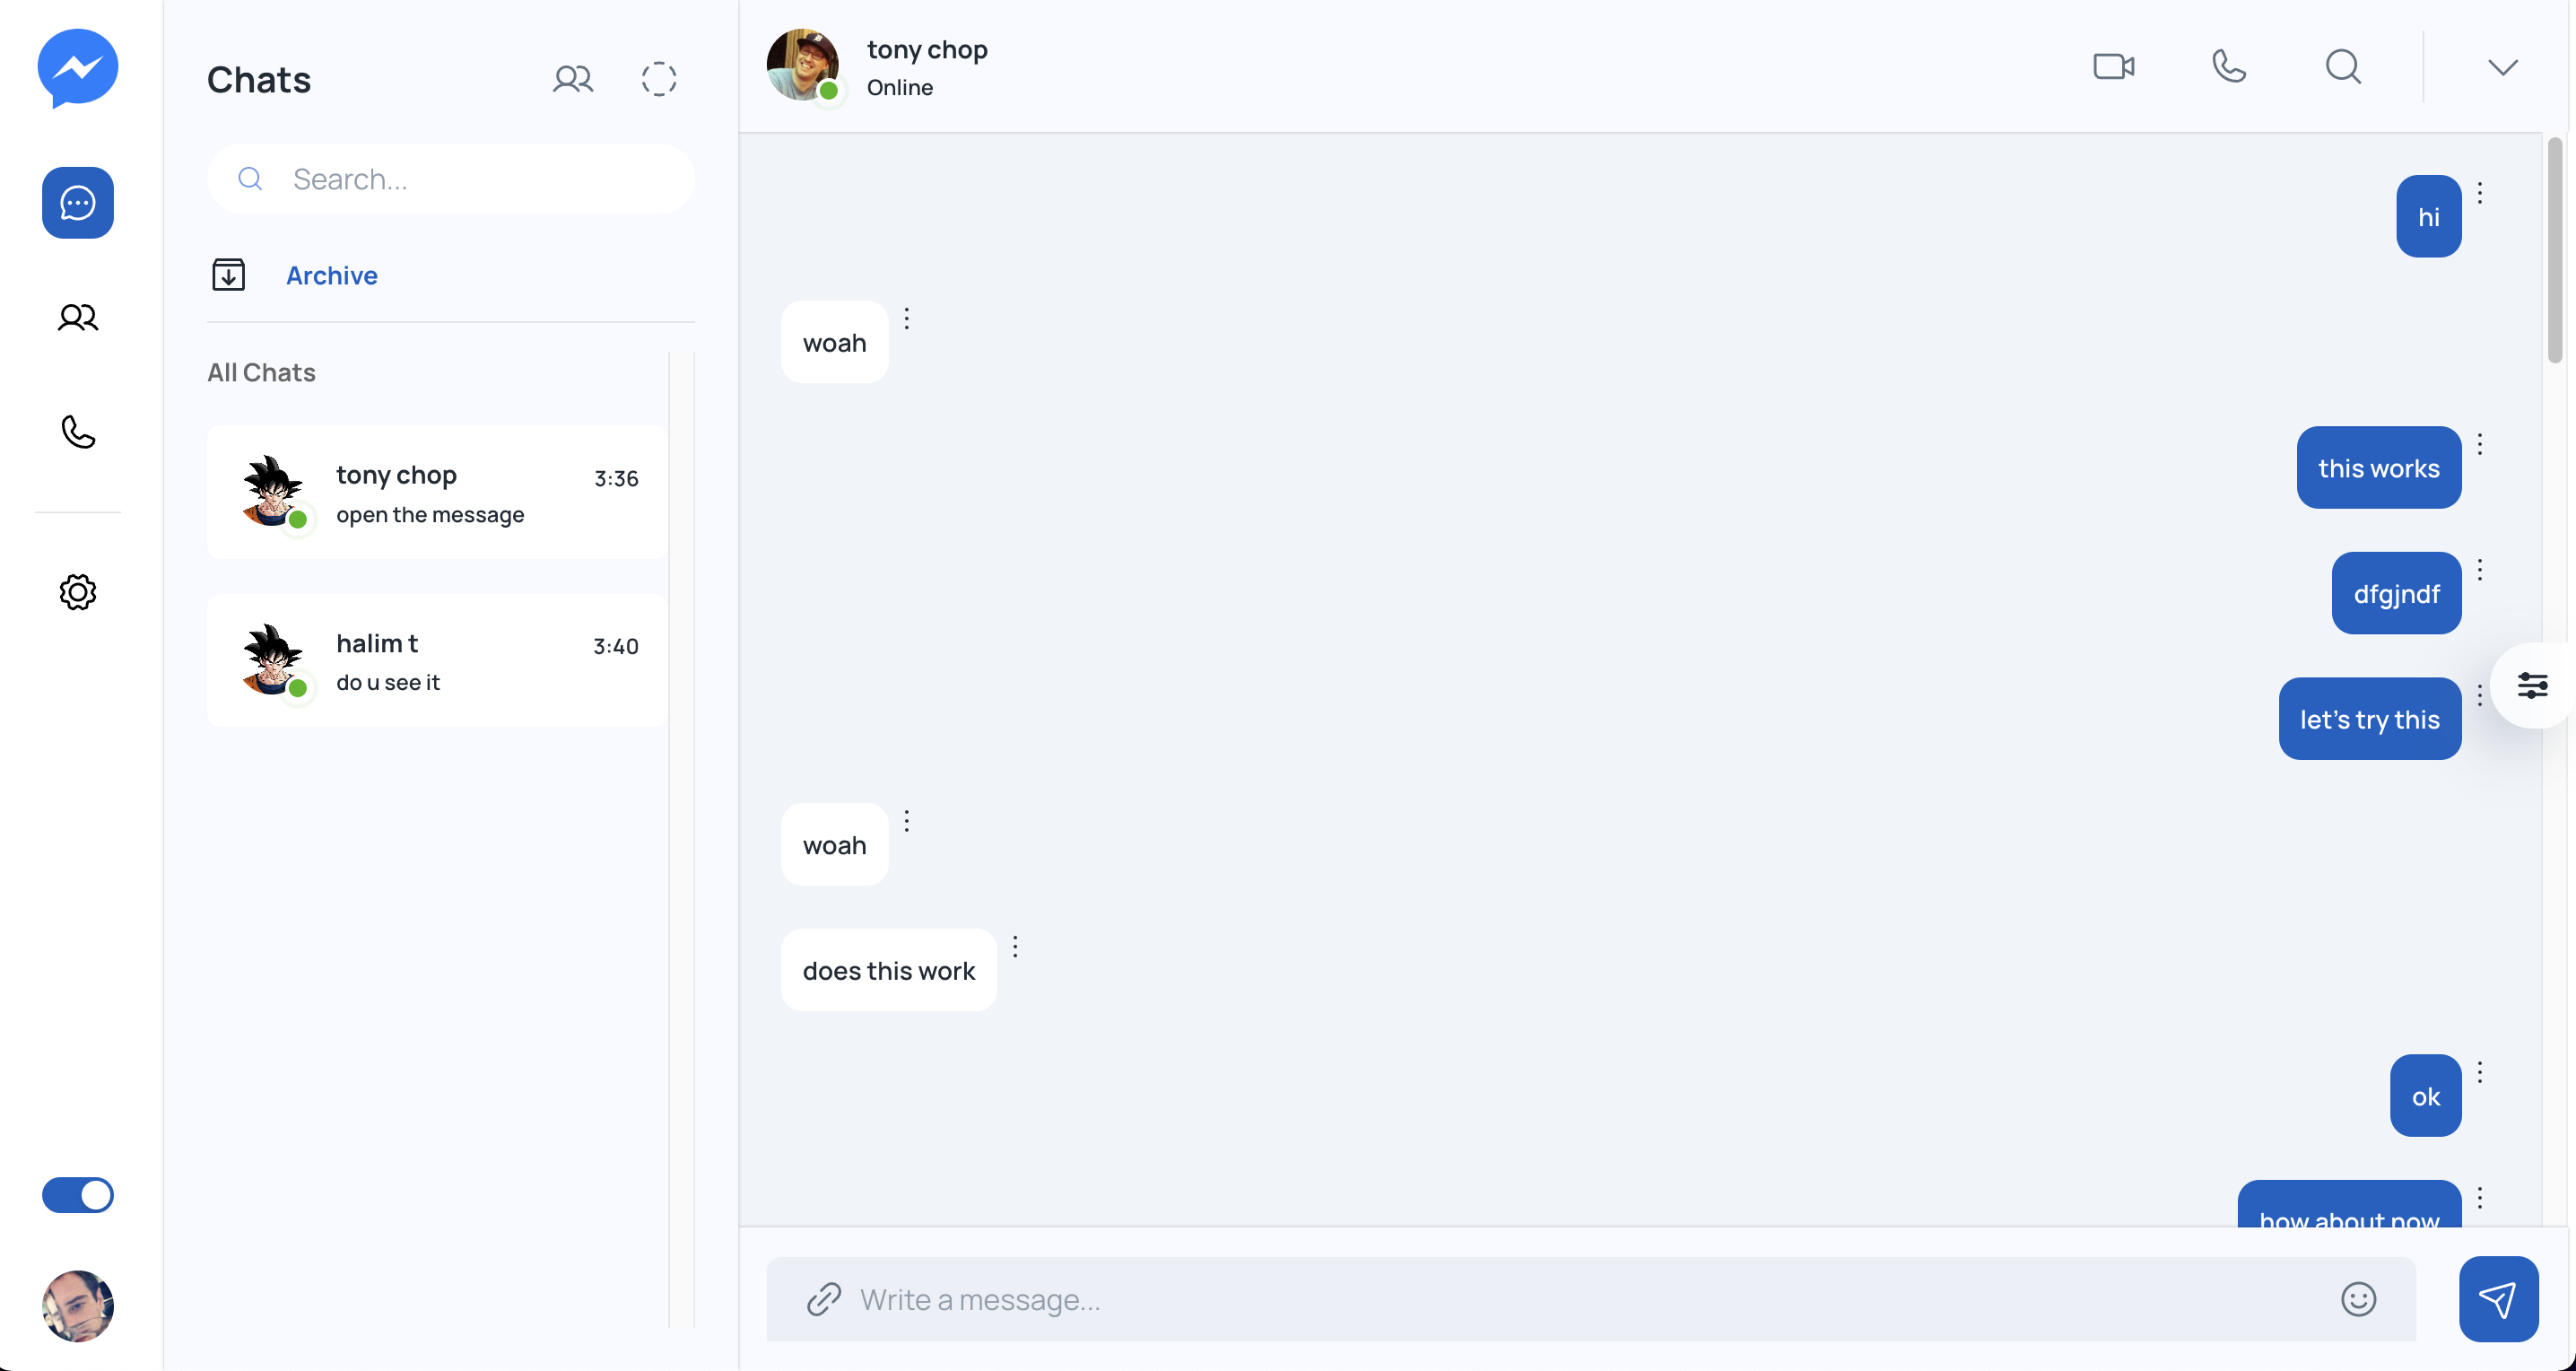 Chats
Search...
Archive
All Chats
tony chop
3:36
open the message
halim t
3:40
do u see it
tony chop
Online
hi
woah
this works
dfgjndf
let's try this
woah
does this work
ok
how about now
Write a message...